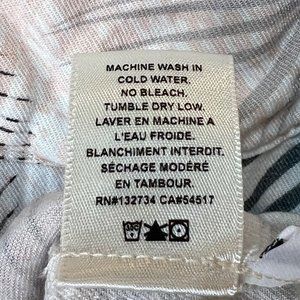 MACHINE WASH IN
COLD WATER.
NO BLEACH.
TUMBLE DRY LOW.
LAVER EN MACHINE A
L'EAU FROIDE.
BLANCHIMENT INTERDIT.
SÉCHAGE MODÉRÉ
EN TAMBOUR.
RN#132734 CA#54517